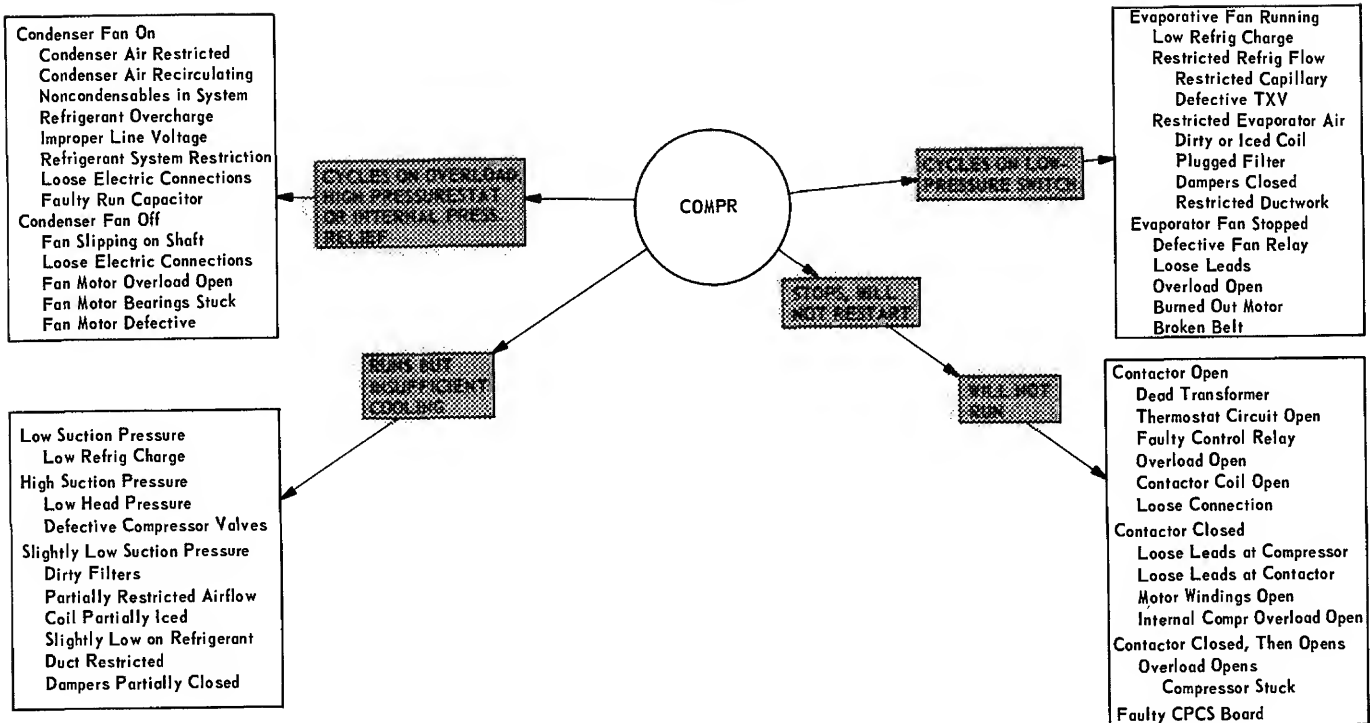 Condenser Fan On
Condenser Air Restricted
Condenser Air Recirculating
Noncondensables in System
Refrigerant Overcharge
Improper Line Voltage
Refrigerant System Restriction
Loose Electric Connections
Faulty Run Capacitor
Condenser Fan Off
Fan Slipping on Shaft
Loose Electric Connections
Fan Motor Overload Open
Fan Motor Bearings Stuck
Fan Motor Defective
CYCLES ON OVERLOAD,
HIGH PRESSURESTAT
OR INTERNAL PRESS.
RELIEF
COMPR
CYCLES ON LOW-
PRESSURE SWITCH
Evaporative Fan Running
Low Refrig Charge
Restricted Refrig Flow
Restricted Capillary
Defective TXV
Restricted Evaporator Air
Dirty or Iced Coil
Plugged Filter
Dampers Closed
Restricted Ductwork
Evaporator Fan Stopped
Defective Fan Relay
Loose Leads
Overload Open
Burned Out Motor
Broken Belt
STOPS, WILL
NOT RESTART
RUNS BUT
INSUFFICIENT
COOLING
WILL NOT
RUN
Low Suction Pressure
Low Refrig Charge
High Suction Pressure
Low Head Pressure
Defective Compressor Valves
Slightly Low Suction Pressure
Dirty Filters
Partially Restricted Airflow
Coil Partially Iced
Slightly Low on Refrigerant
Duct Restricted
Dampers Partially Closed
Contactor Open
Dead Transformer
Thermostat Circuit Open
Faulty Control Relay
Overload Open
Contactor Coil Open
Loose Connection
Contactor Closed
Loose Leads at Compressor
Loose Leads at Contactor
Motor Windings Open
Internal Compr Overload Open
Contactor Closed, Then Opens
Overload Opens
Compressor Stuck
Faulty CPCS Board